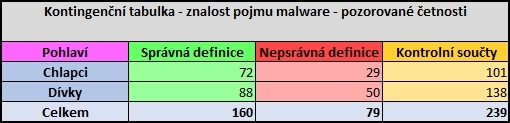 Kontingenční tabulka - znalost pojmu malware - pozorované četnosti
Pohlaví Správná definice Nesprávná definice Kontrolní součty
Chlapci 72 29 101
Dívky 88 50 138
Celkem 160 79 239